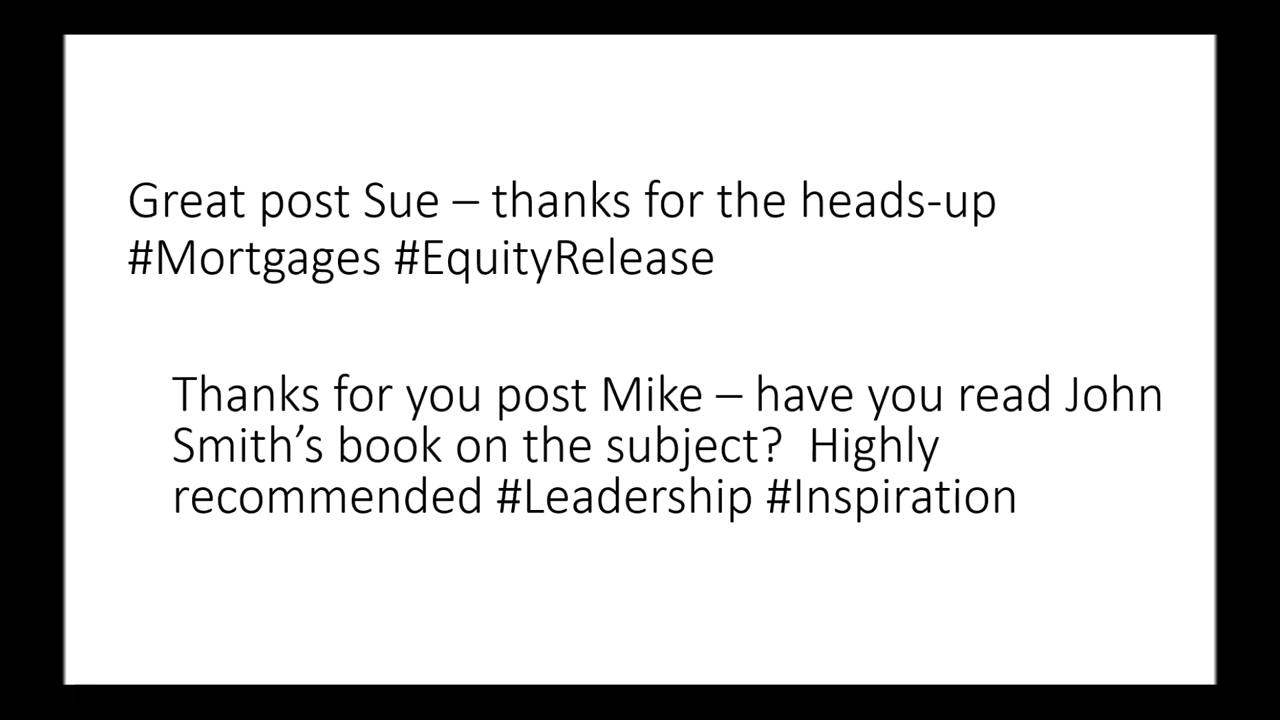 Great post Sue – thanks for the heads-up
#Mortgages #EquityRelease
Thanks for you post Mike – have you read John
Smith’s book on the subject?  Highly
recommended #Leadership #Inspiration